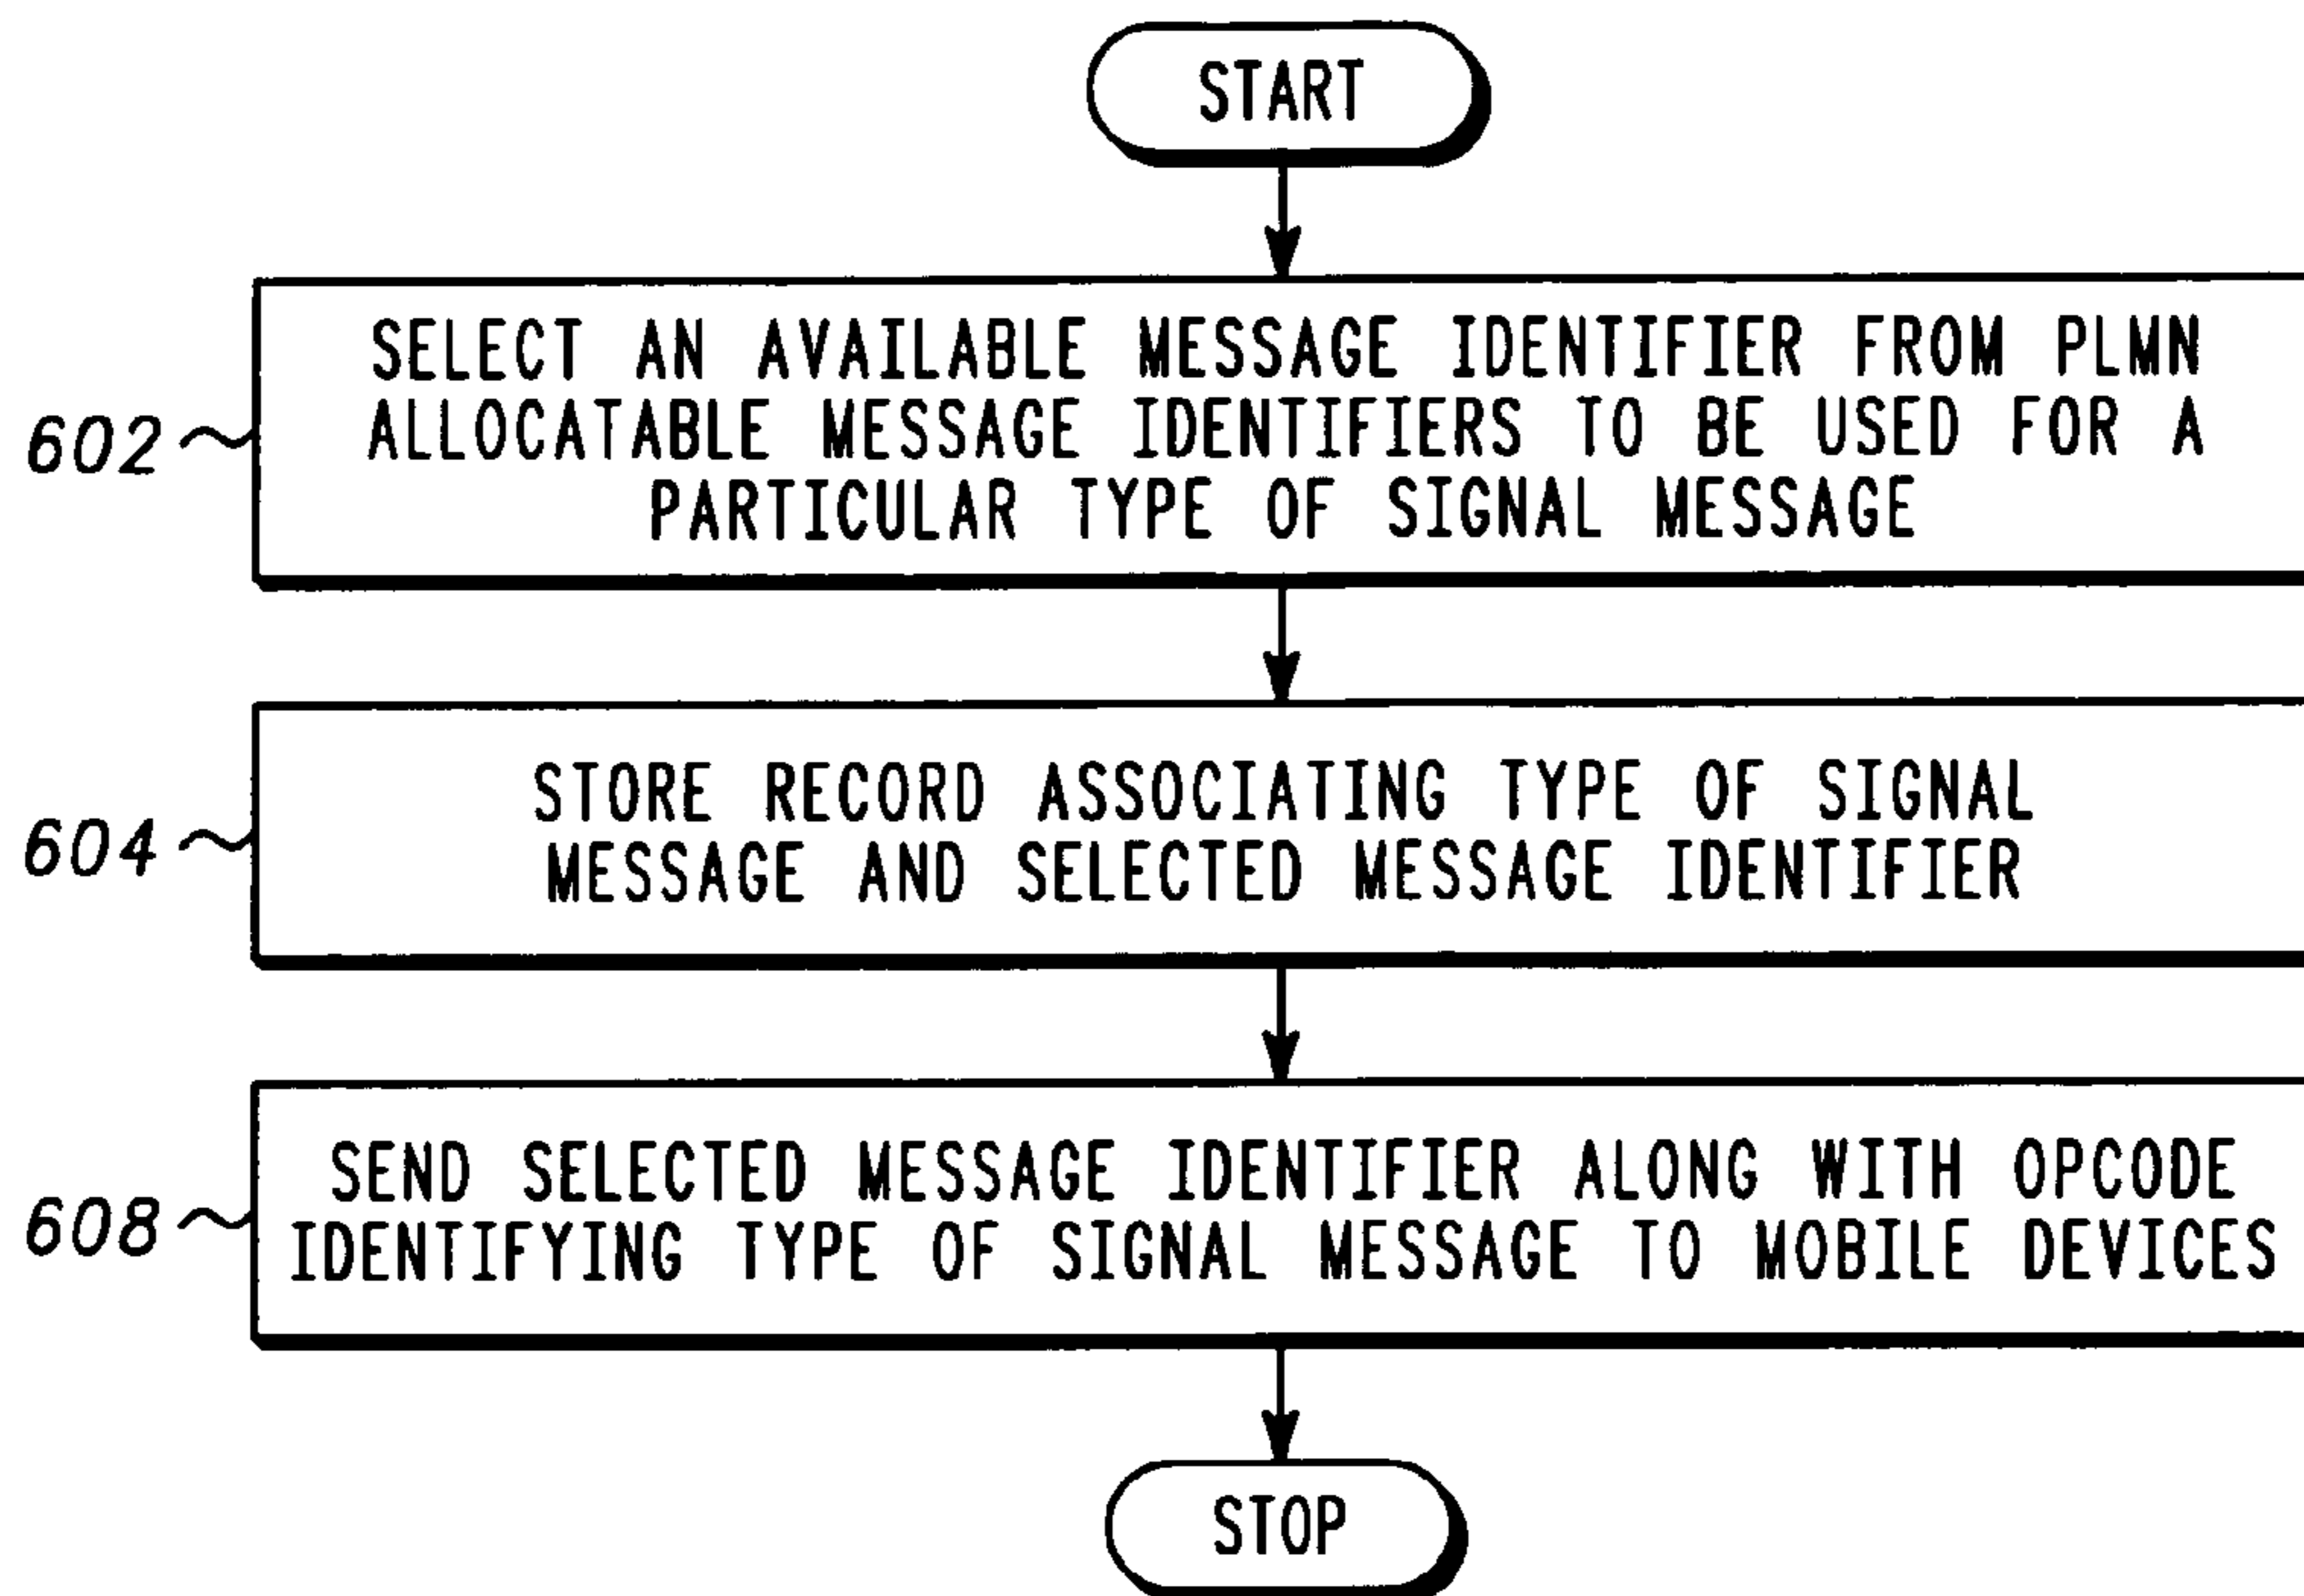 START
SELECT AN AVAILABLE MESSAGE IDENTIFIER FROM PLMN
ALLOCATABLE MESSAGE IDENTIFIERS TO BE USED FOR A
PARTICULAR TYPE OF SIGNAL MESSAGE
602
STORE RECORD ASSOCIATING TYPE OF SIGNAL
MESSAGE AND SELECTED MESSAGE IDENTIFIER
604
SEND SELECTED MESSAGE IDENTIFIER ALONG WITH OPCODE
IDENTIFYING TYPE OF SIGNAL MESSAGE TO MOBILE DEVICES
608
STOP